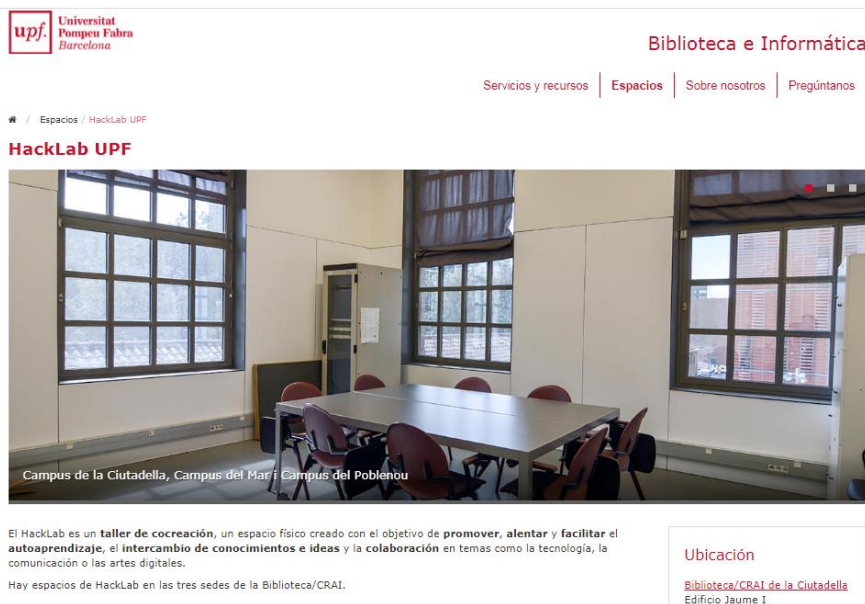 upf.
Universitat
Pompeu Fabra
Barcelona
Biblioteca e Informática
Servicios y recursos
Espacios
Sobre nosotros
Pregúntanos
/ Espacios / HackLab UPF
HackLab UPF
Campus de la Ciutadella, Campus del Mar i Campus del Poblenou
El HackLab es un taller de cocreación, un espacio físico creado con el objetivo de promover, alentar y facilitar el
autoaprendizaje, el intercambio de conocimientos e ideas y la colaboración en temas como la tecnología, la
comunicación o las artes digitales.
Hay espacios de HackLab en las tres sedes de la Biblioteca/CRAI.
Ubicación
Biblioteca/CRAI de la Ciutadella
Edificio Jaume I